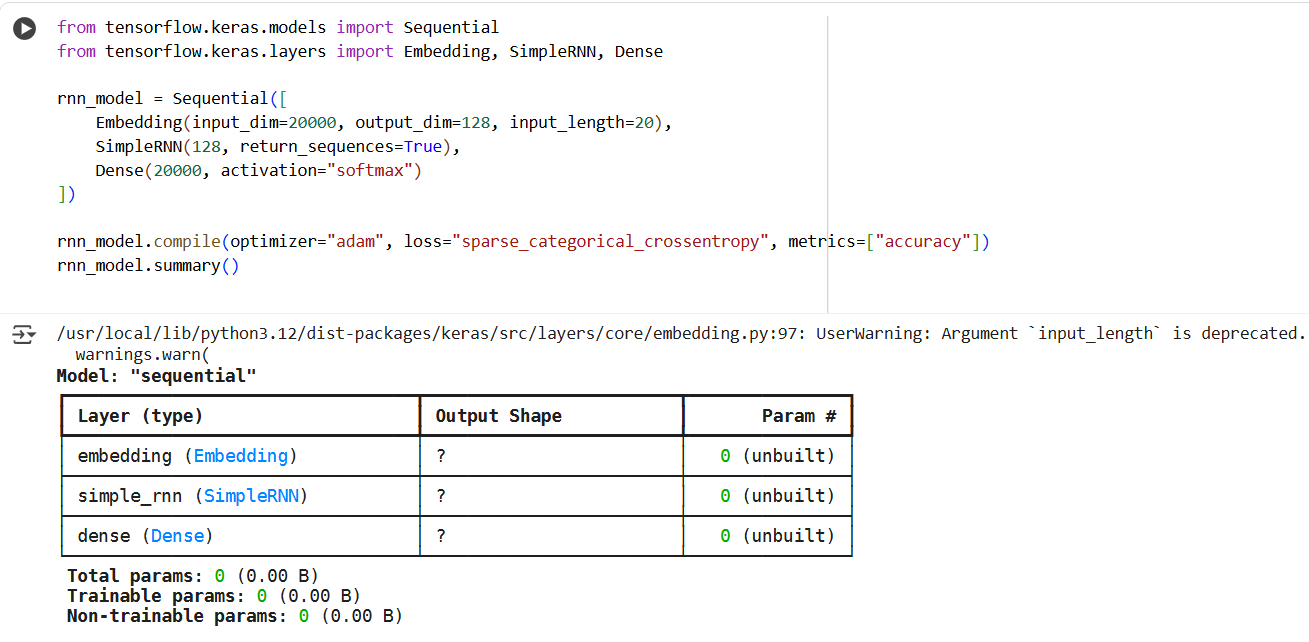 from tensorflow.keras.models import Sequential
from tensorflow.keras.layers import Embedding, SimpleRNN, Dense
rnn_model = Sequential([
    Embedding(input_dim=20000, output_dim=128, input_length=20),
    SimpleRNN(128, return_sequences=True),
    Dense(20000, activation="softmax")
])
rnn_model.compile(optimizer="adam", loss="sparse_categorical_crossentropy", metrics=["accuracy"])
rnn_model.summary()
/usr/local/lib/python3.12/dist-packages/keras/src/layers/core/embedding.py:97: UserWarning: Argument `input_length` is deprecated.
  warnings.warn(
Model: "sequential"
Layer (type) Output Shape Param #
embedding (Embedding) ? 0 (unbuilt)
simple_rnn (SimpleRNN) ? 0 (unbuilt)
dense (Dense) ? 0 (unbuilt)
Total params: 0 (0.00 B)
Trainable params: 0 (0.00 B)
Non-trainable params: 0 (0.00 B)